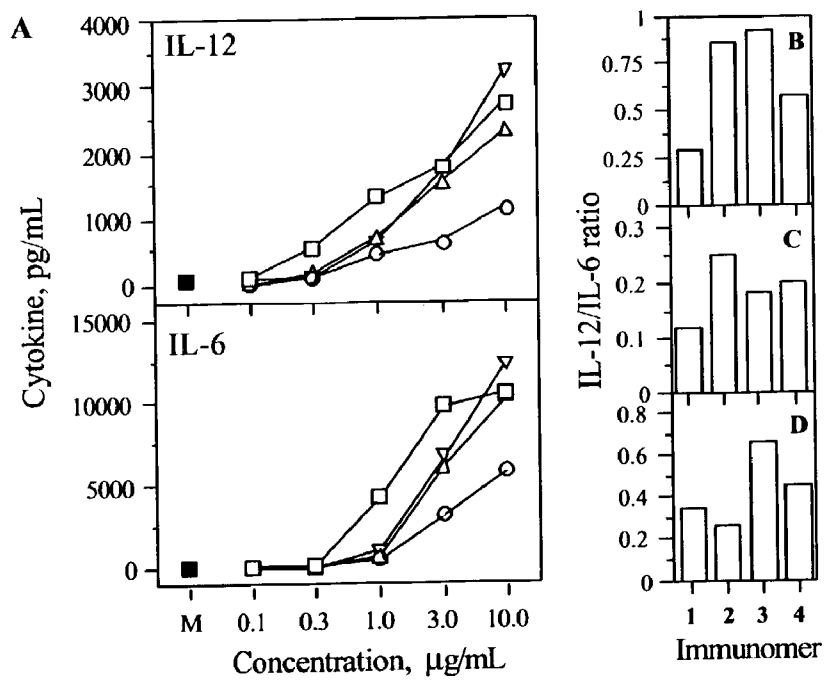 A
IL-12
4000
3000
2000
1000
0
Cytokine, pg/mL
IL-6
15000
10000
5000
0
M 0.1 0.3 1.0 3.0 10.0
Concentration, μg/mL
B
1
0.75
0.5
0.25
0
IL-12/IL-6 ratio
C
0.3
0.2
0.1
0
D
0.8
0.6
0.4
0.2
0
1 2 3 4
Immunomer